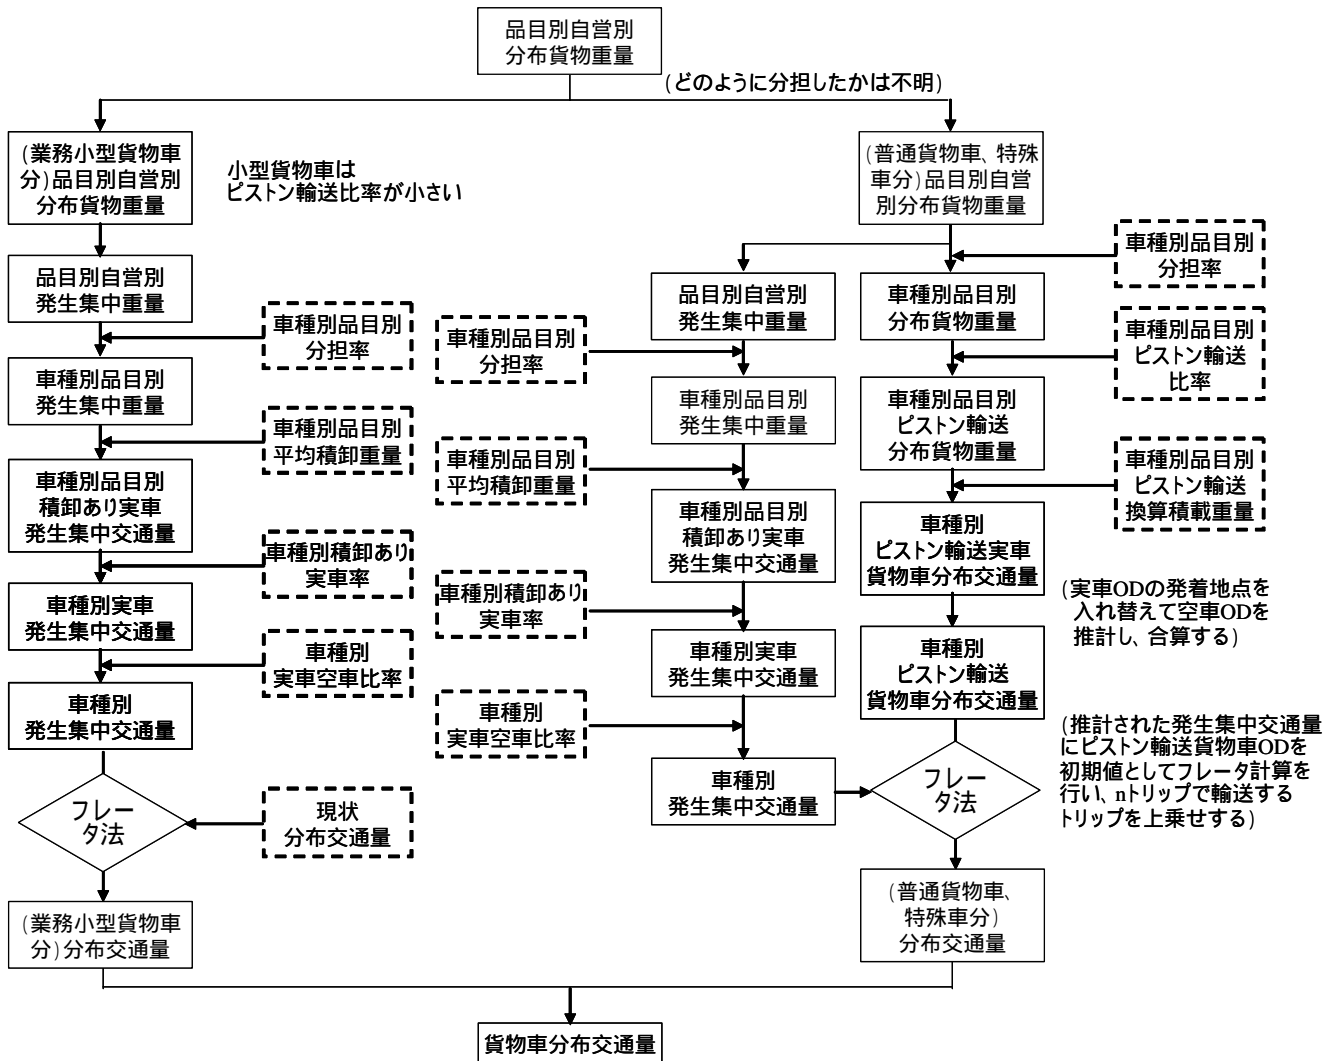 品目別自営別
分布貨物重量
(どのように分担したかは不明)
(業務小型貨物車
分)品目別自営別
分布貨物重量
小型貨物車は
ピストン輸送比率が小さい
(普通貨物車、特殊
車分)品目別自営
別分布貨物重量
車種別品目別
分担率
品目別自営別
発生集中重量
品目別自営別
発生集中重量
車種別品目別
分布貨物重量
車種別品目別
分担率
車種別品目別
分担率
車種別品目別
ピストン輸送
比率
車種別品目別
発生集中重量
車種別品目別
発生集中重量
車種別品目別
ピストン輸送
分布貨物重量
車種別品目別
平均積卸重量
車種別品目別
平均積卸重量
車種別品目別
ピストン輸送
換算積載重量
車種別品目別
積卸あり実車
発生集中交通量
車種別品目別
積卸あり実車
発生集中交通量
車種別
ピストン輸送実車
貨物車分布交通量
車種別積卸あり
実車率
車種別積卸あり
実車率
(実車ODの発着地点を
入れ替えて空車ODを
推計し、合算する)
車種別実車
発生集中交通量
車種別実車
発生集中交通量
車種別
ピストン輸送
貨物車分布交通量
車種別
実車空車比率
車種別
実車空車比率
車種別
発生集中交通量
(推計された発生集中交通量
にピストン輸送貨物車ODを
初期値としてフレータ計算を
行い、nトリップで輸送する
トリップを上乗せする)
車種別
発生集中交通量
フレー
タ法
フレー
タ法
現状
分布交通量
(業務小型貨物車
分)分布交通量
(普通貨物車、
特殊車分)
分布交通量
貨物車分布交通量